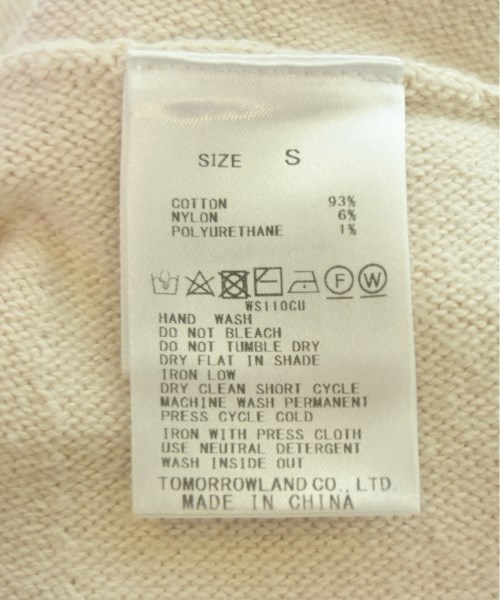 SIZE S
COTTON 93%
NYLON 6%
POLYURETHANE 1%
F W
WS110CU
HAND WASH
DO NOT BLEACH
DO NOT TUMBLE DRY
DRY FLAT IN SHADE
IRON LOW
DRY CLEAN SHORT CYCLE
MACHINE WASH PERMANENT
PRESS CYCLE COLD
IRON WITH PRESS CLOTH
USE NEUTRAL DETERGENT
WASH INSIDE OUT
TOMORROWLAND CO., LTD.
MADE IN CHINA